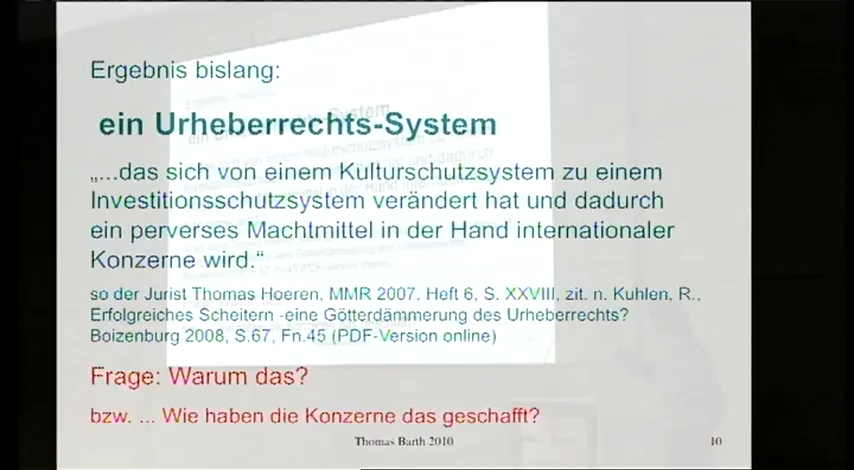 Ergebnis bislang:
ein Urheberrechts-System
„...das sich von einem Kulturschutzsystem zu einem
Investitionsschutzsystem verändert hat und dadurch
ein perverses Machtmittel in der Hand internationaler
Konzerne wird.“
so der Jurist Thomas Hoeren, MMR 2007, Heft 6, S. XXVIII, zit. n. Kuhlen, R.,
Erfolgreiches Scheitern -eine Götterdämmerung des Urheberrechts?
Boizenburg 2008, S.67, Fn.45 (PDF-Version online)
Frage: Warum das?
bzw. ... Wie haben die Konzerne das geschafft?
Thomas Barth 2010 10